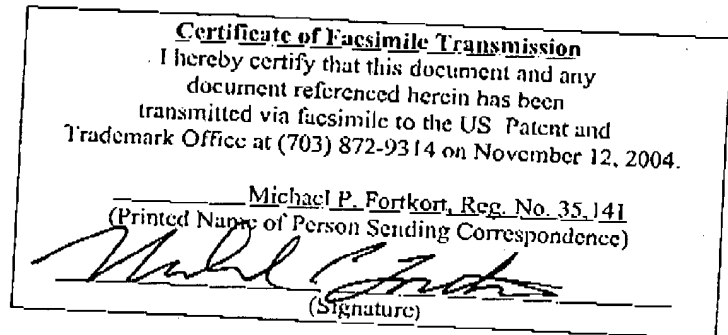 Certificate of Facsimile Transmission
I hereby certify that this document and any
document referenced herein has been
transmitted via facsimile to the US Patent and
Trademark Office at (703) 872-9314 on November 12, 2004.
Michael P. Fortkort, Reg. No. 35,141
(Printed Name of Person Sending Correspondence)
(Signature)